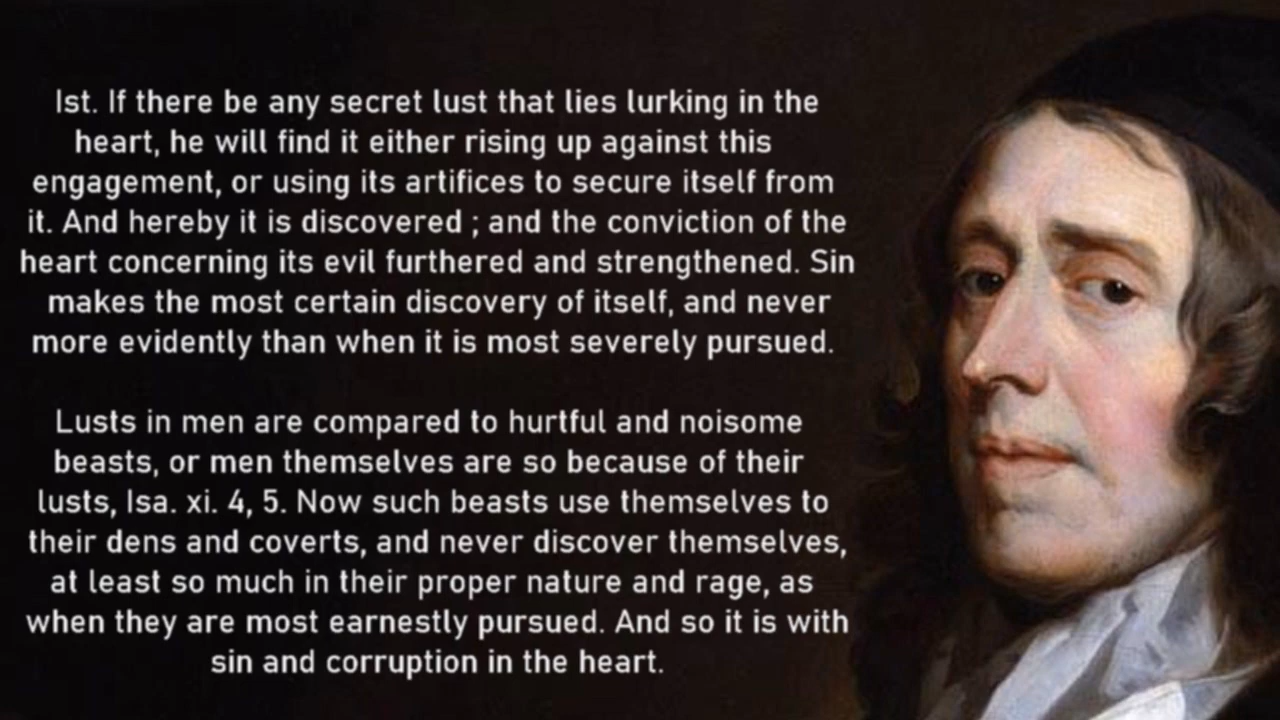 Ist. If there be any secret lust that lies lurking in the
heart, he will find it either rising up against this
engagement, or using its artifices to secure itself from
it. And hereby it is discovered ; and the conviction of the
heart concerning its evil furthered and strengthened. Sin
makes the most certain discovery of itself, and never
more evidently than when it is most severely pursued.
Lusts in men are compared to hurtful and noisome
beasts, or men themselves are so because of their
lusts, Isa. xi. 4, 5. Now such beasts use themselves to
their dens and coverts, and never discover themselves,
at least so much in their proper nature and rage, as
when they are most earnestly pursued. And so it is with
sin and corruption in the heart.